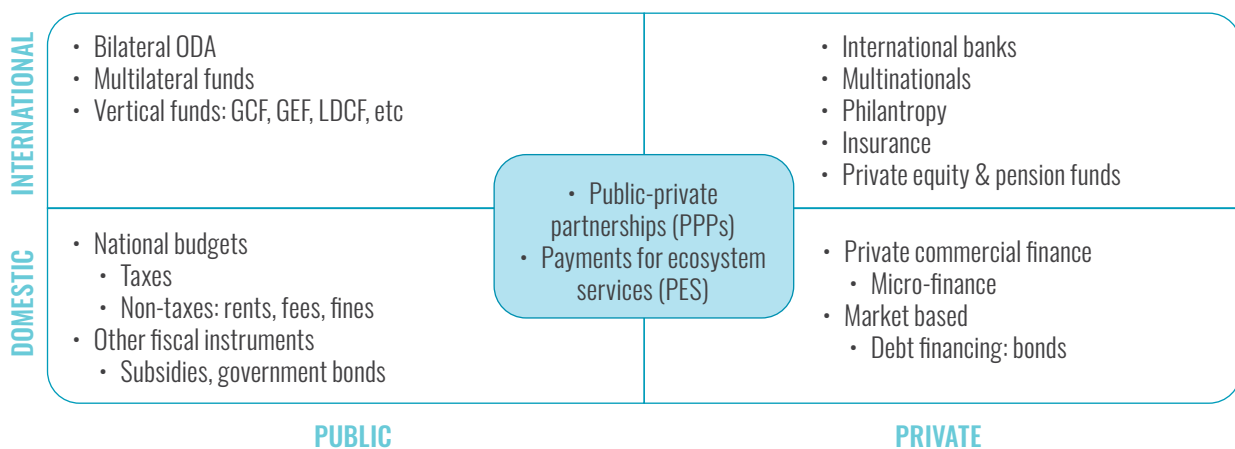 INTERNATIONAL
• Bilateral ODA
• Multilateral funds
• Vertical funds: GCF, GEF, LDCF, etc
• International banks
• Multinationals
• Philantropy
• Insurance
• Private equity & pension funds
• Public-private
partnerships (PPPs)
• Payments for ecosystem
services (PES)
DOMESTIC
• National budgets
• Taxes
• Non-taxes: rents, fees, fines
• Other fiscal instruments
• Subsidies, government bonds
• Private commercial finance
• Micro-finance
• Market based
• Debt financing: bonds
PUBLIC
PRIVATE